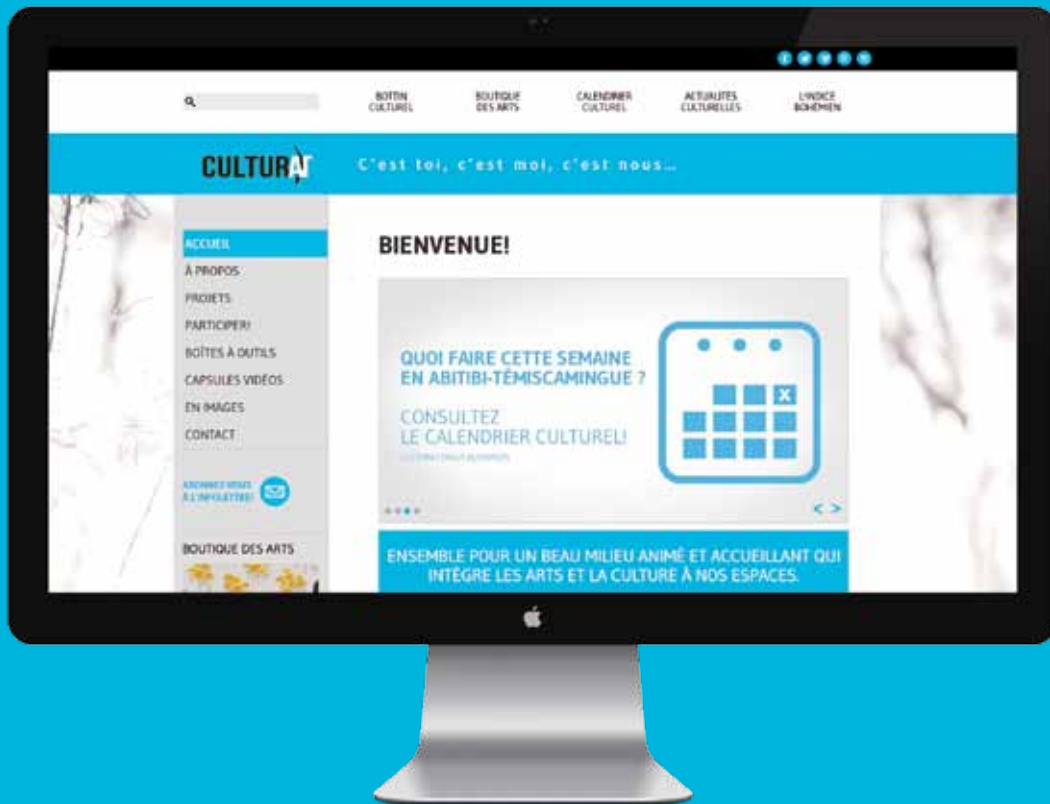 BOTTIN
CULTUREL
BOUTIQUE
DES ARTS
CALENDRIER
CULTUREL
ACTUALITÉS
CULTURELLES
L'INDICE
BOHÉMIEN
CULTURAT
C'est toi, c'est moi, c'est nous...
ACCUEIL
À PROPOS
PROJETS
PARTICIPER!
BOÎTES À OUTILS
CAPSULES VIDÉOS
EN IMAGES
CONTACT
ABONNEZ-VOUS
À L'INFOLETTRE!
BOUTIQUE DES ARTS
BIENVENUE!
QUOI FAIRE CETTE SEMAINE
EN ABITIBI-TÉMISCAMINGUE ?
CONSULTEZ
LE CALENDRIER CULTUREL!
< >
ENSEMBLE POUR UN BEAU MILIEU ANIMÉ ET ACCUEILLANT QUI
INTÈGRE LES ARTS ET LA CULTURE À NOS ESPACES.